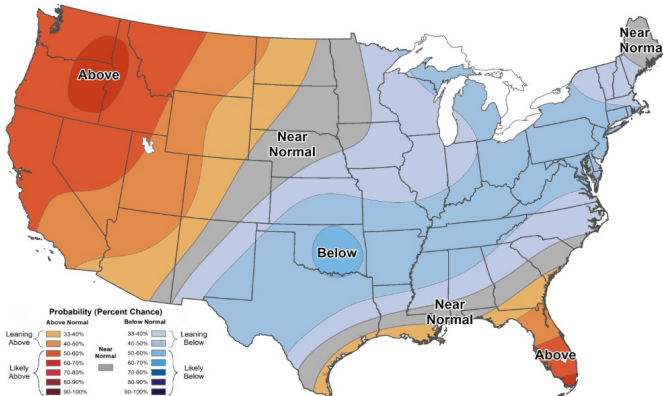 Near
Normal
Above
Near
Normal
Below
Near
Normal
Above
Probability (Percent Chance)
Above Normal
Below Normal
Leaning
Above
33-40%
40-50%
Near
Normal
33-40%
40-50%
Leaning
Below
Likely
Above
50-60%
60-70%
70-80%
80-90%
90-100%
50-60%
60-70%
70-80%
80-90%
90-100%
Likely
Below